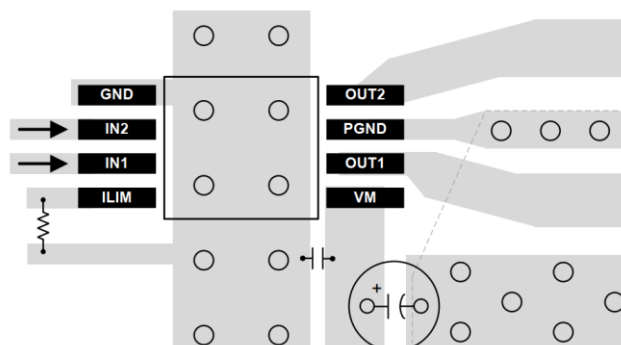 GND
OUT2
IN2
PGND
IN1
OUT1
ILIM
VM
+